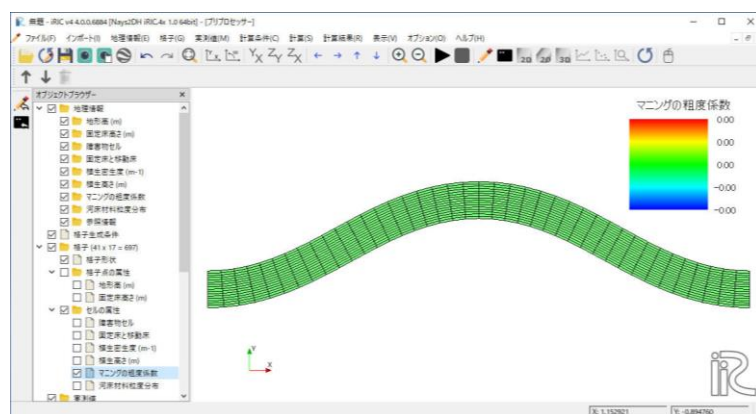 無題 - iRIC v4 4.0.0.6884 [Nays2DH iRIC.4x 1.0 64bit] - [プリプロセッサー]
ファイル(F) インポート(I) 地理情報(E) 格子(G) 実測値(M) 計算条件(C) 計算(S) 計算結果(R) 表示(V) オプション(O) ヘルプ(H)
オブジェクトブラウザー
地理情報
地形高 (m)
固定床高さ (m)
障害物セル
固定床と移動床
植生密生度 (m-1)
植生高さ (m)
マニングの粗度係数
河床材料粒度分布
参照情報
格子生成条件
格子 (41 x 17 = 697)
格子形状
格子点の属性
地形高 (m)
固定床高さ (m)
セルの属性
障害物セル
固定床と移動床
植生密生度 (m-1)
植生高さ (m)
マニングの粗度係数
河床材料粒度分布
実測値
マニングの粗度係数
0.00
0.00
0.00
-0.00
-0.00
Y
X
iRIC
X: 1.152921
Y: -0.894760